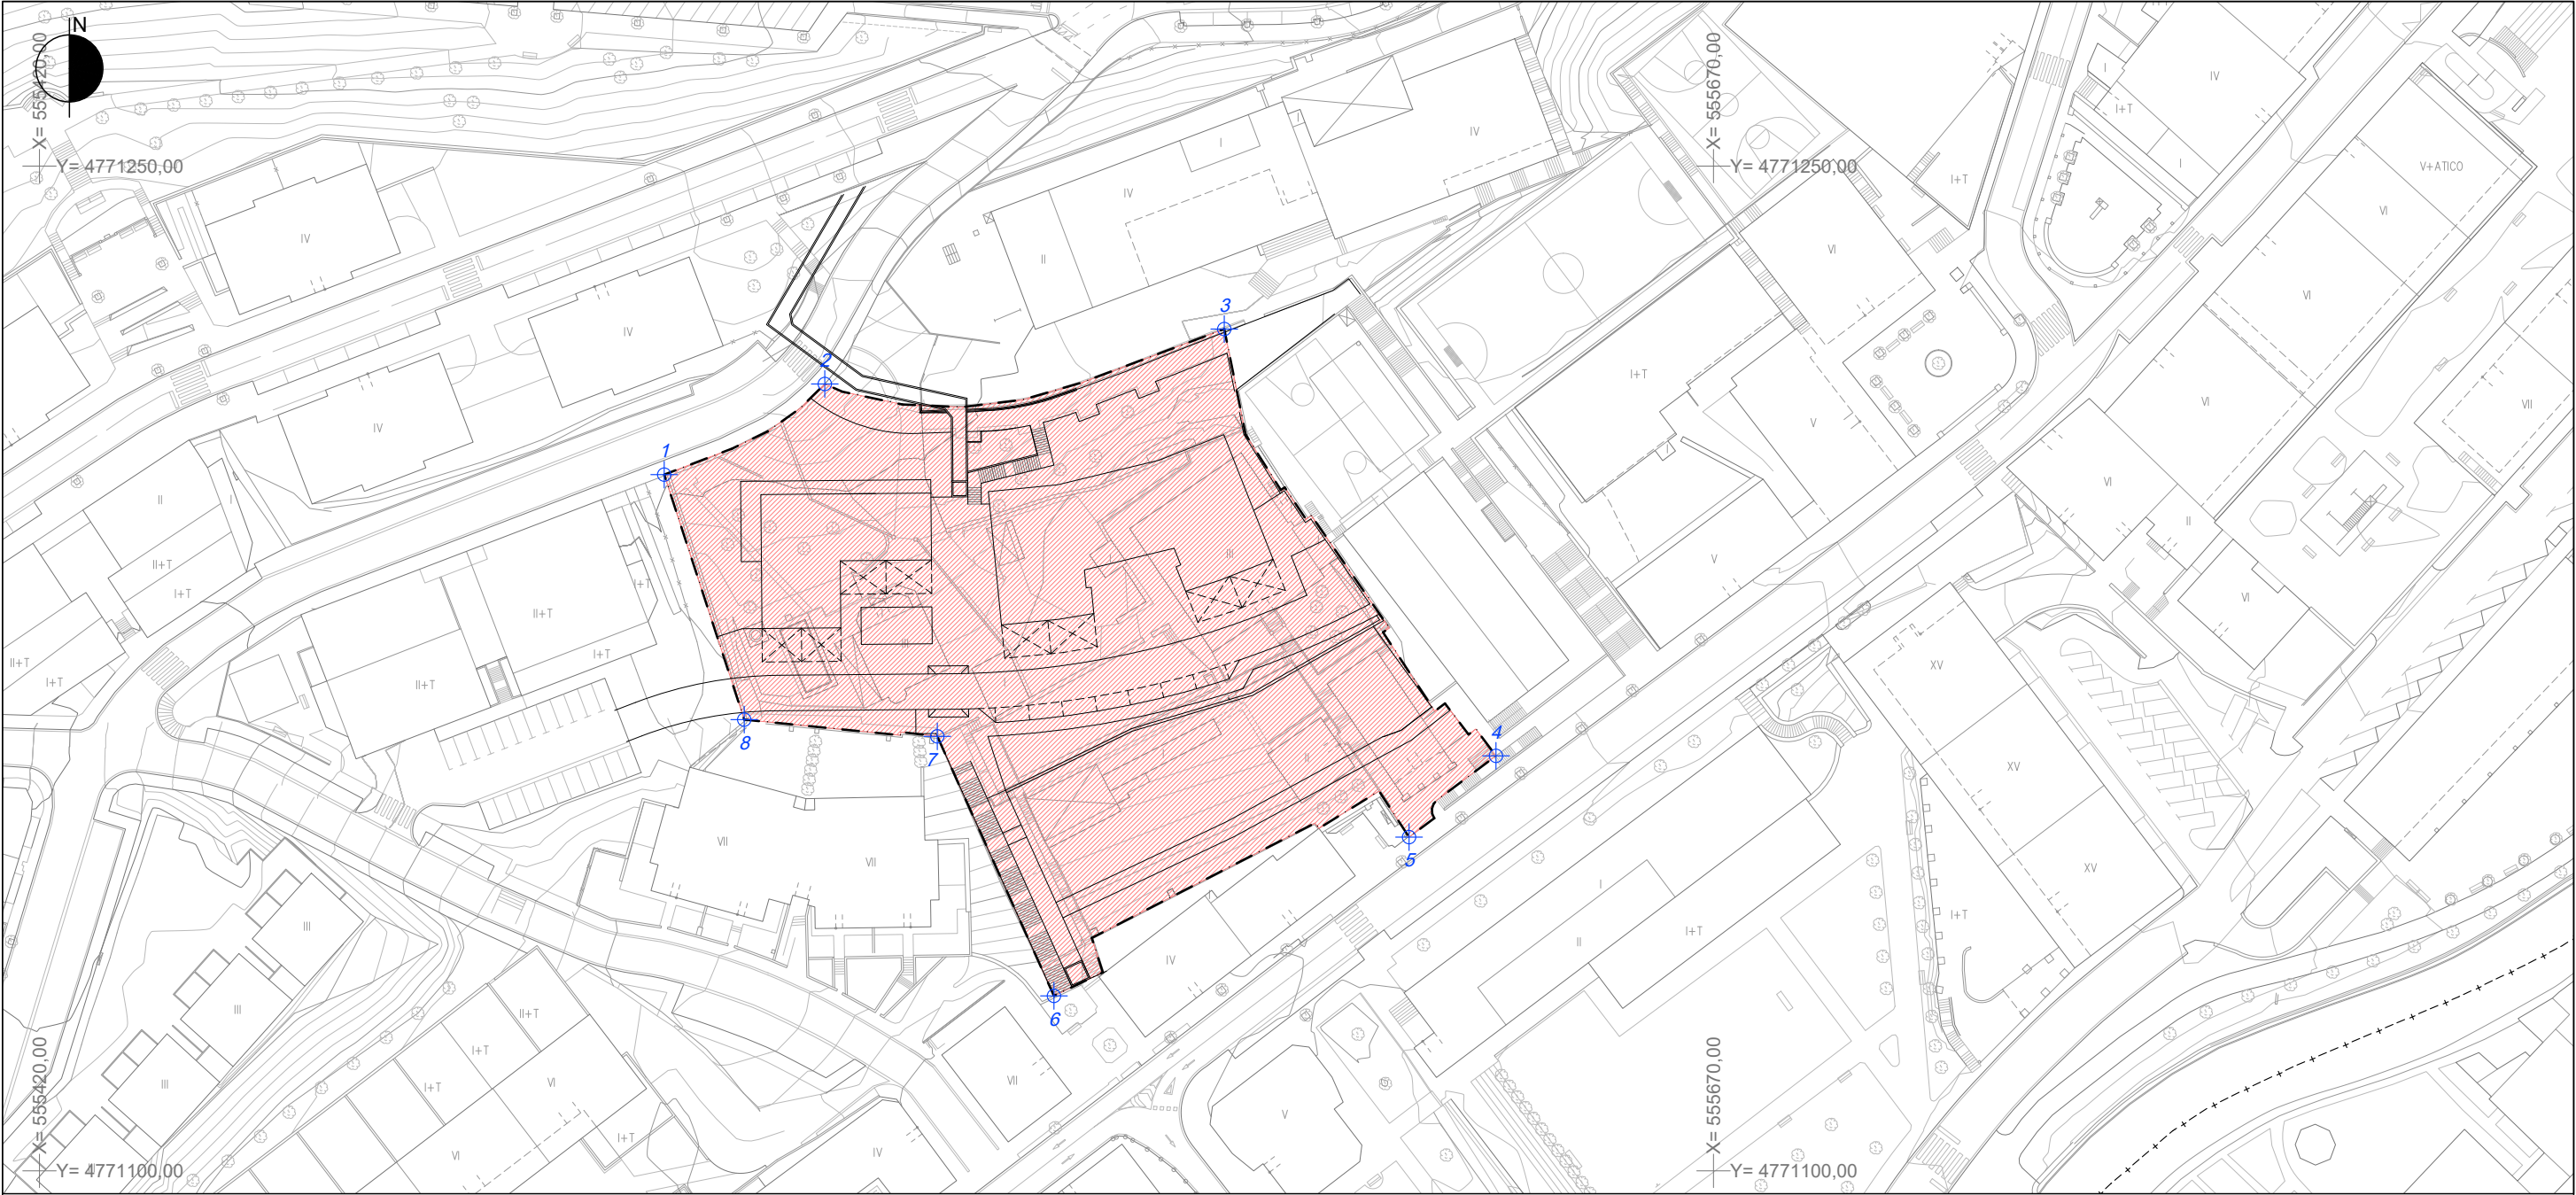 N
X= 555420,00
Y= 4771250,00
X= 555670,00
Y= 4771250,00
I
IV
I+T
I
V+ATICO
VI
I
IV
I
IV
I+T
IV
II
VI
VI
IV
3
2
I+T
VI
VII
IV
V
1
II
I
VI
II+T
III
II
I+T
V
I+T
II+T
VI
II+T
I+T
III
XV
I+T
II+T
8
7
4
II
XV
VII
VII
5
I
XV
II
I+T
I+T
III
IV
6
III
II+T
I+T
VI
VII
III
I+T
V
I+T
IV
VI
X= 555420,00
Y= 4771100,00
X= 555670,00
Y= 4771100,00